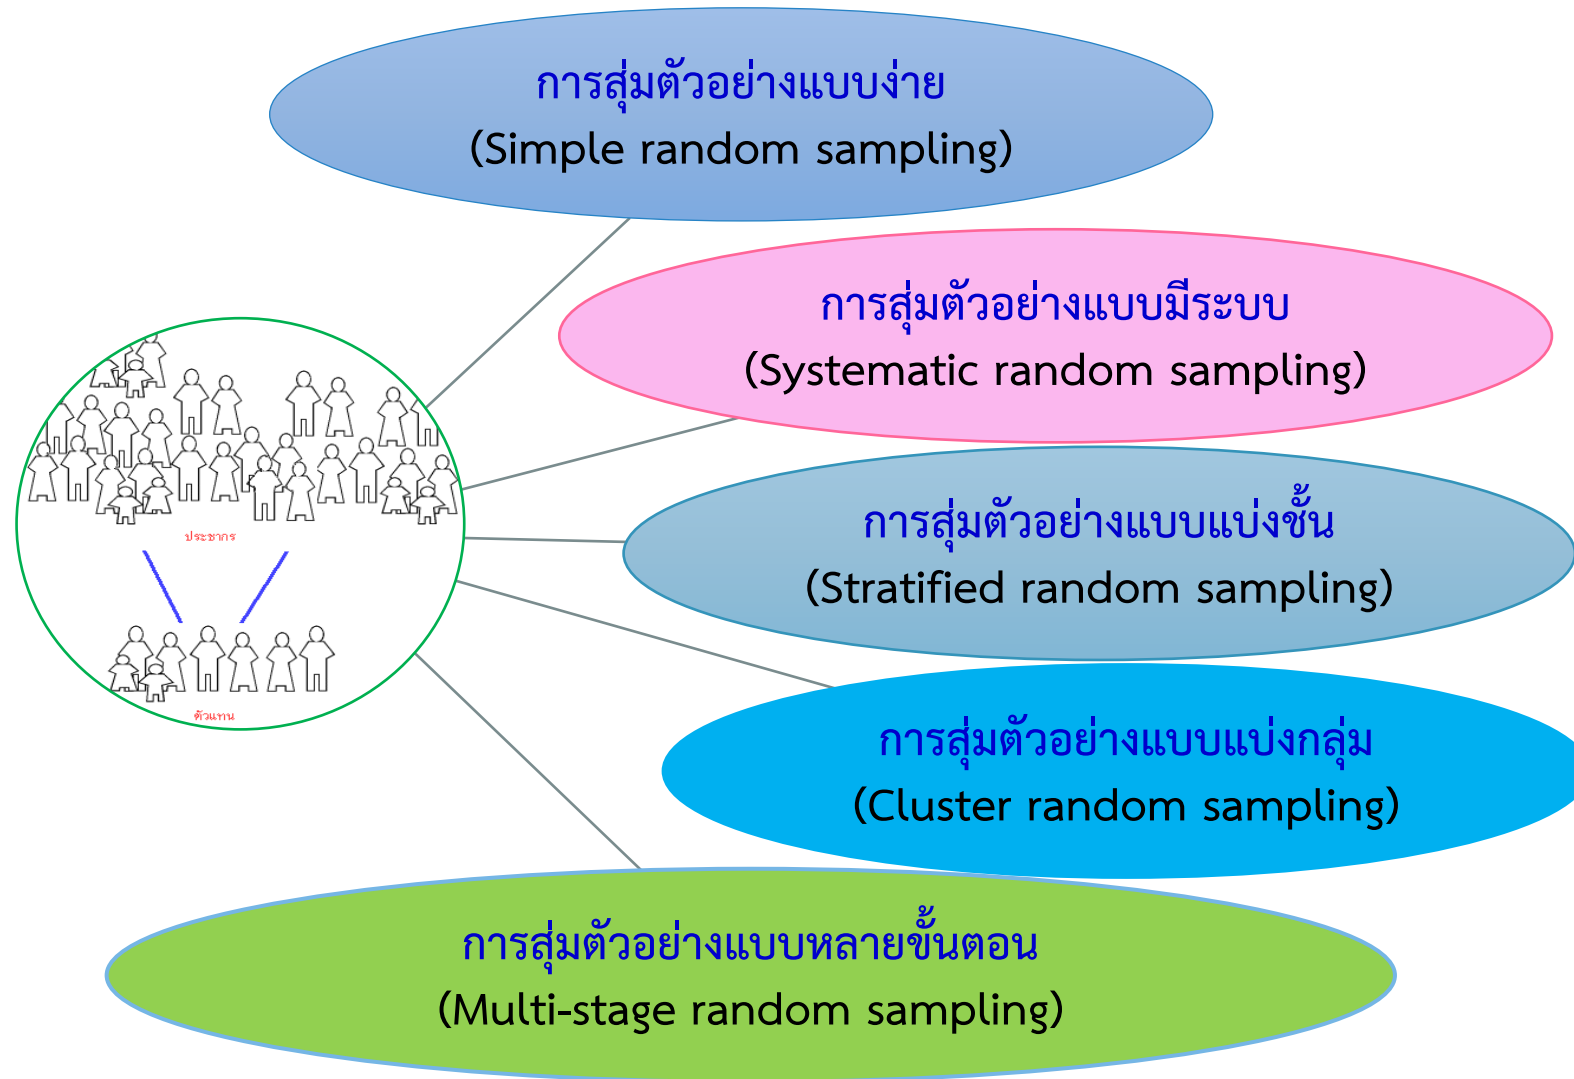 การสุ่มตัวอย่างแบบง่าย
(Simple random sampling)
การสุ่มตัวอย่างแบบมีระบบ
(Systematic random sampling)
การสุ่มตัวอย่างแบบแบ่งชั้น
(Stratified random sampling)
การสุ่มตัวอย่างแบบแบ่งกลุ่ม
(Cluster random sampling)
การสุ่มตัวอย่างแบบหลายขั้นตอน
(Multi-stage random sampling)
ประชากร
ตัวแทน